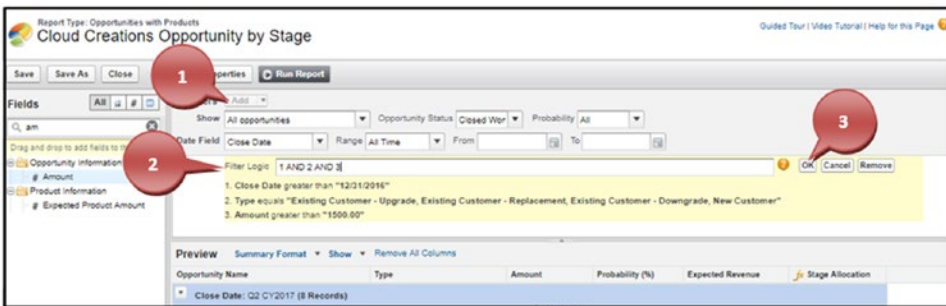 Report Type: Opportunities with Products
Cloud Creations Opportunity by Stage
Guided Tour | Video Tutorial | Help for this Page
Save Save As Close Run Report
1
Fields All #
Add
Show All opportunities Opportunity Status Closed Won Probability All
am
3
Drag and drop to add fields to
Date Field Close Date Range All Time From To
2
Opportunity Information
Filter Logic 1 AND 2 AND 3 OK Cancel Remove
# Amount
1. Close Date greater than "12/31/2016"
Product Information
2. Type equals "Existing Customer - Upgrade, Existing Customer - Replacement, Existing Customer - Downgrade, New Customer"
# Expected Product Amount
3. Amount greater than "1500.00"
Preview Summary Format Show Remove All Columns
Opportunity Name Type Amount Probability (%) Expected Revenue fx Stage Allocation
Close Date: Q2 CY2017 (8 Records)